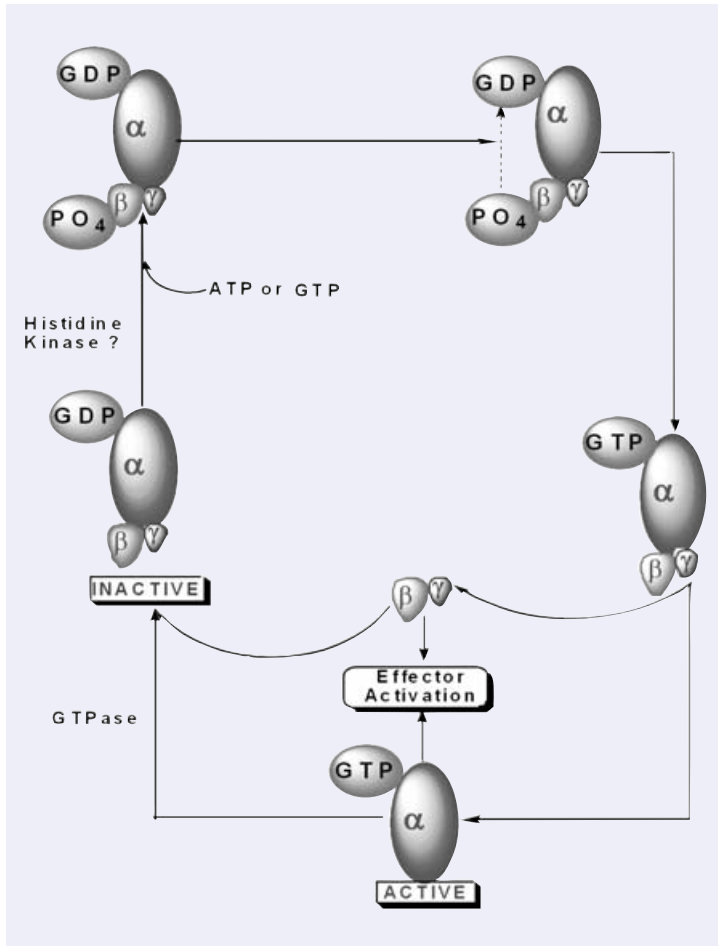 GDP
α
β γ
PO4
GDP
α
β γ
PO4
ATP or GTP
Histidine
Kinase ?
GDP
α
β γ
INACTIVE
GTP
α
β γ
β γ
Effector
Activation
GTPase
GTP
α
ACTIVE